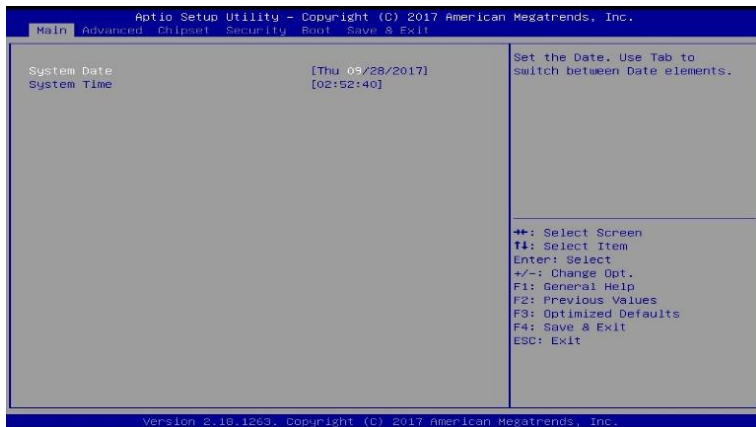 Aptio Setup Utility – Copyright (C) 2017 American Megatrends, Inc.
Main Advanced Chipset Security Boot Save & Exit
System Date [Thu 09/28/2017]
System Time [02:52:40]
Set the Date. Use Tab to
switch between Date elements.
→←: Select Screen
↑↓: Select Item
Enter: Select
+/-: Change Opt.
F1: General Help
F2: Previous Values
F3: Optimized Defaults
F4: Save & Exit
ESC: Exit
Version 2.18.1263. Copyright (C) 2017 American Megatrends, Inc.